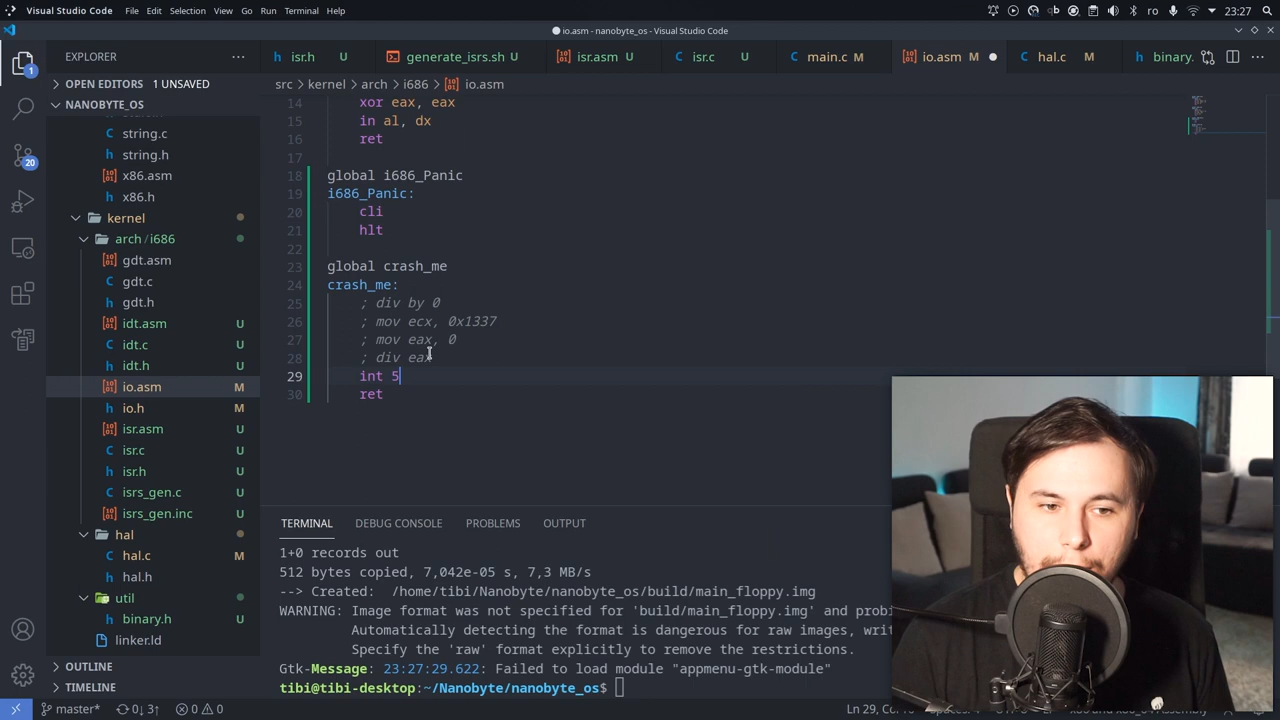 Visual Studio Code File Edit Selection View Go Run Terminal Help ro 23:27
io.asm - nanobyte_os - Visual Studio Code
EXPLORER
isr.h U generate_isrs.sh U isr.asm U isr.c U main.c M io.asm M hal.c M binary.
OPEN EDITORS 1 UNSAVED
src > kernel > arch > i686 > io.asm
NANOBYTE_OS
string.c
string.h
x86.asm
x86.h
kernel
arch / i686
gdt.asm
gdt.c
gdt.h
idt.asm U
idt.c U
idt.h U
io.asm M
io.h M
isr.asm U
isr.c U
isr.h U
isrs_gen.c U
isrs_gen.inc U
hal
hal.c M
hal.h
util
binary.h U
linker.ld
OUTLINE
TIMELINE
14 xor eax, eax
15 in al, dx
16 ret
17
18 global i686_Panic
19 i686_Panic:
20 cli
21 hlt
22
23 global crash_me
24 crash_me:
25 ; div by 0
26 ; mov ecx, 0x1337
27 ; mov eax, 0
28 ; div eax
29 int 5
30 ret
TERMINAL DEBUG CONSOLE PROBLEMS OUTPUT
1+0 records out
512 bytes copied, 7,042e-05 s, 7,3 MB/s
--> Created: /home/tibi/Nanobyte/nanobyte_os/build/main_floppy.img
WARNING: Image format was not specified for 'build/main_floppy.img' and probi
Automatically detecting the format is dangerous for raw images, writ
Specify the 'raw' format explicitly to remove the restrictions.
Gtk-Message: 23:27:29.622: Failed to load module "appmenu-gtk-module"
tibi@tibi-desktop:~/Nanobyte/nanobyte_os$
master* 0↓ 3↑ 0 0